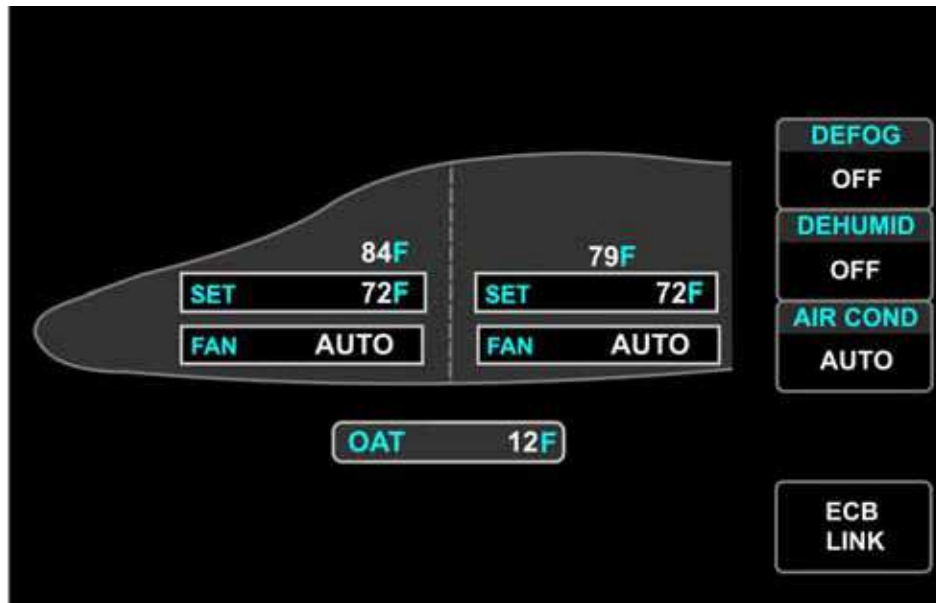 DEFOG
OFF
DEHUMID
OFF
AIR COND
AUTO
84F
SET 72F
FAN AUTO
79F
SET 72F
FAN AUTO
OAT 12F
ECB
LINK